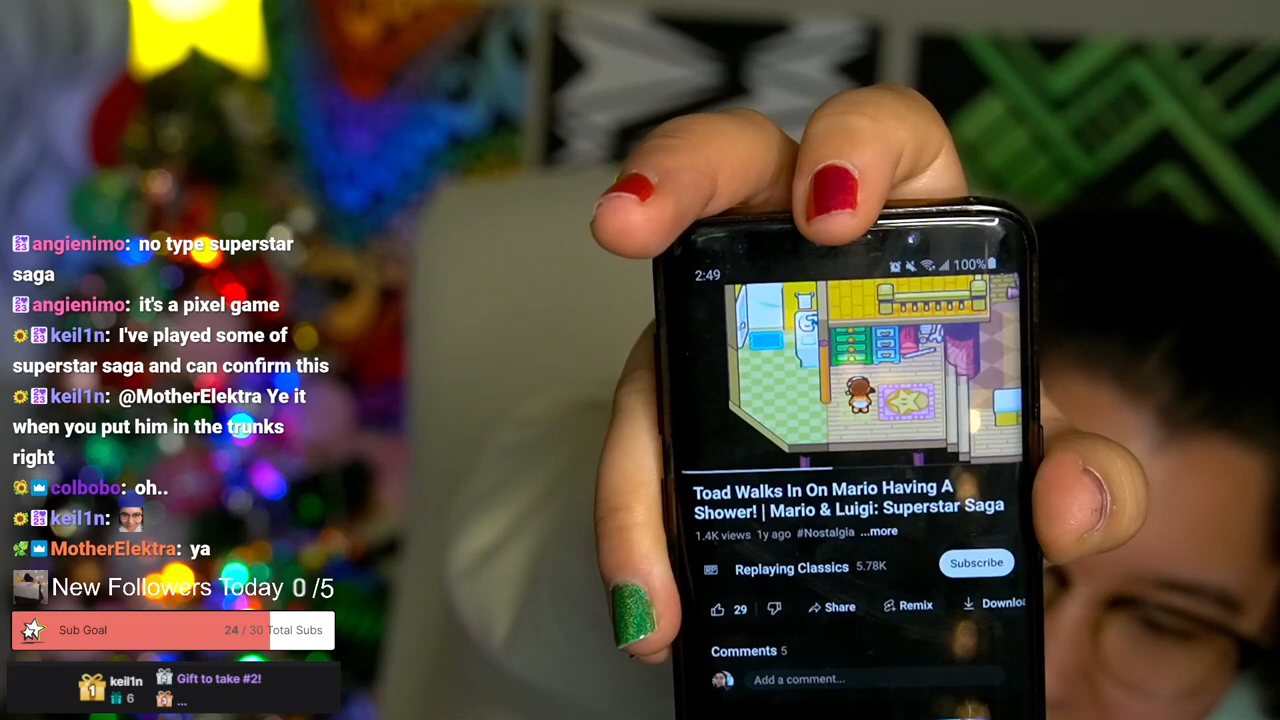 angienimo: no type superstar
saga
angienimo: it's a pixel game
keil1n: I've played some of
superstar saga and can confirm this
keil1n: @MotherElektra Ye it
when you put him in the trunks
right
colbobo: oh..
keil1n:
MotherElektra: ya
New Followers Today 0 /5
Sub Goal 24 / 30 Total Subs
1 keil1n 6
2 Gift to take #2!
3 ...
2:49 100%
Toad Walks In On Mario Having A
Shower! | Mario & Luigi: Superstar Saga
1.4K views 1y ago #Nostalgia ...more
Replaying Classics 5.78K Subscribe
29 Share Remix Downloa
Comments 5
Add a comment...